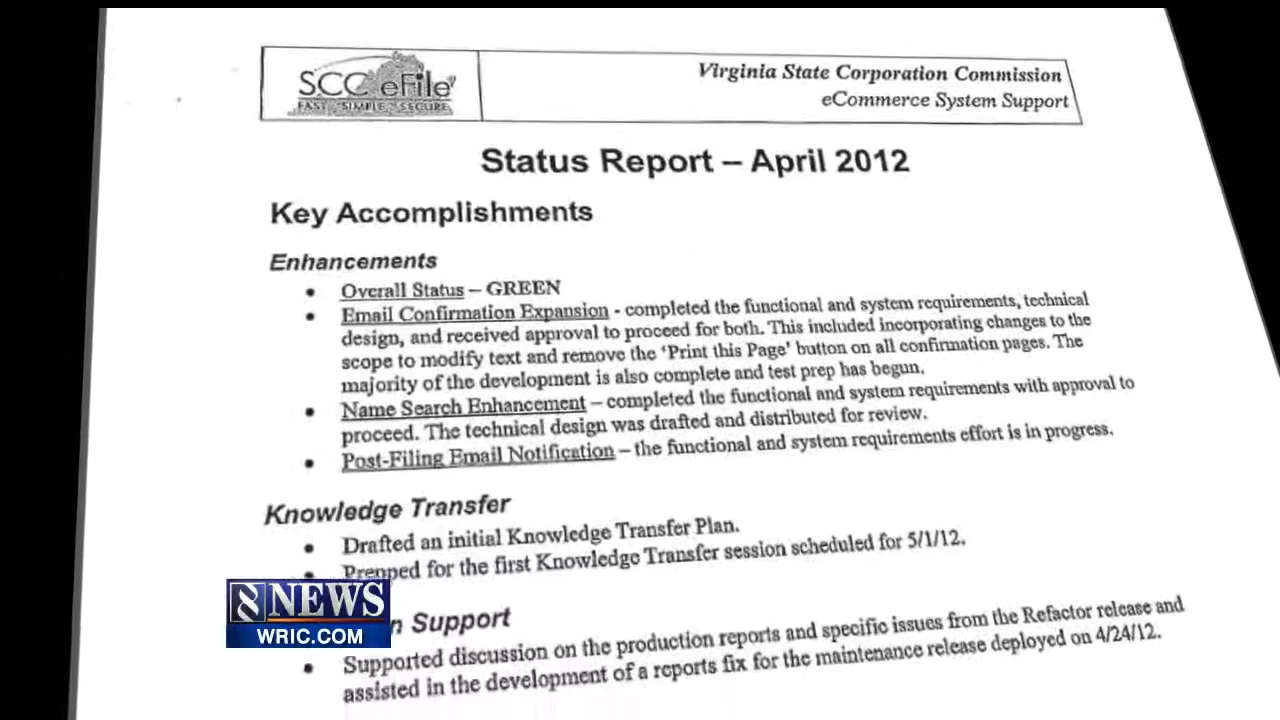 SCC eFile
FAST SIMPLE SECURE
Virginia State Corporation Commission
eCommerce System Support
Status Report – April 2012
Key Accomplishments
Enhancements
• Overall Status – GREEN
• Email Confirmation Expansion - completed the functional and system requirements, technical
design, and received approval to proceed for both. This included incorporating changes to the
scope to modify text and remove the 'Print this Page' button on all confirmation pages. The
majority of the development is also complete and test prep has begun.
• Name Search Enhancement – completed the functional and system requirements with approval to
proceed. The technical design was drafted and distributed for review.
• Post-Filing Email Notification – the functional and system requirements effort is in progress.
Knowledge Transfer
• Drafted an initial Knowledge Transfer Plan.
• Prepped for the first Knowledge Transfer session scheduled for 5/1/12.
n Support
• Supported discussion on the production reports and specific issues from the Refactor release and
assisted in the development of a reports fix for the maintenance release deployed on 4/24/12.
8 NEWS
WRIC.COM